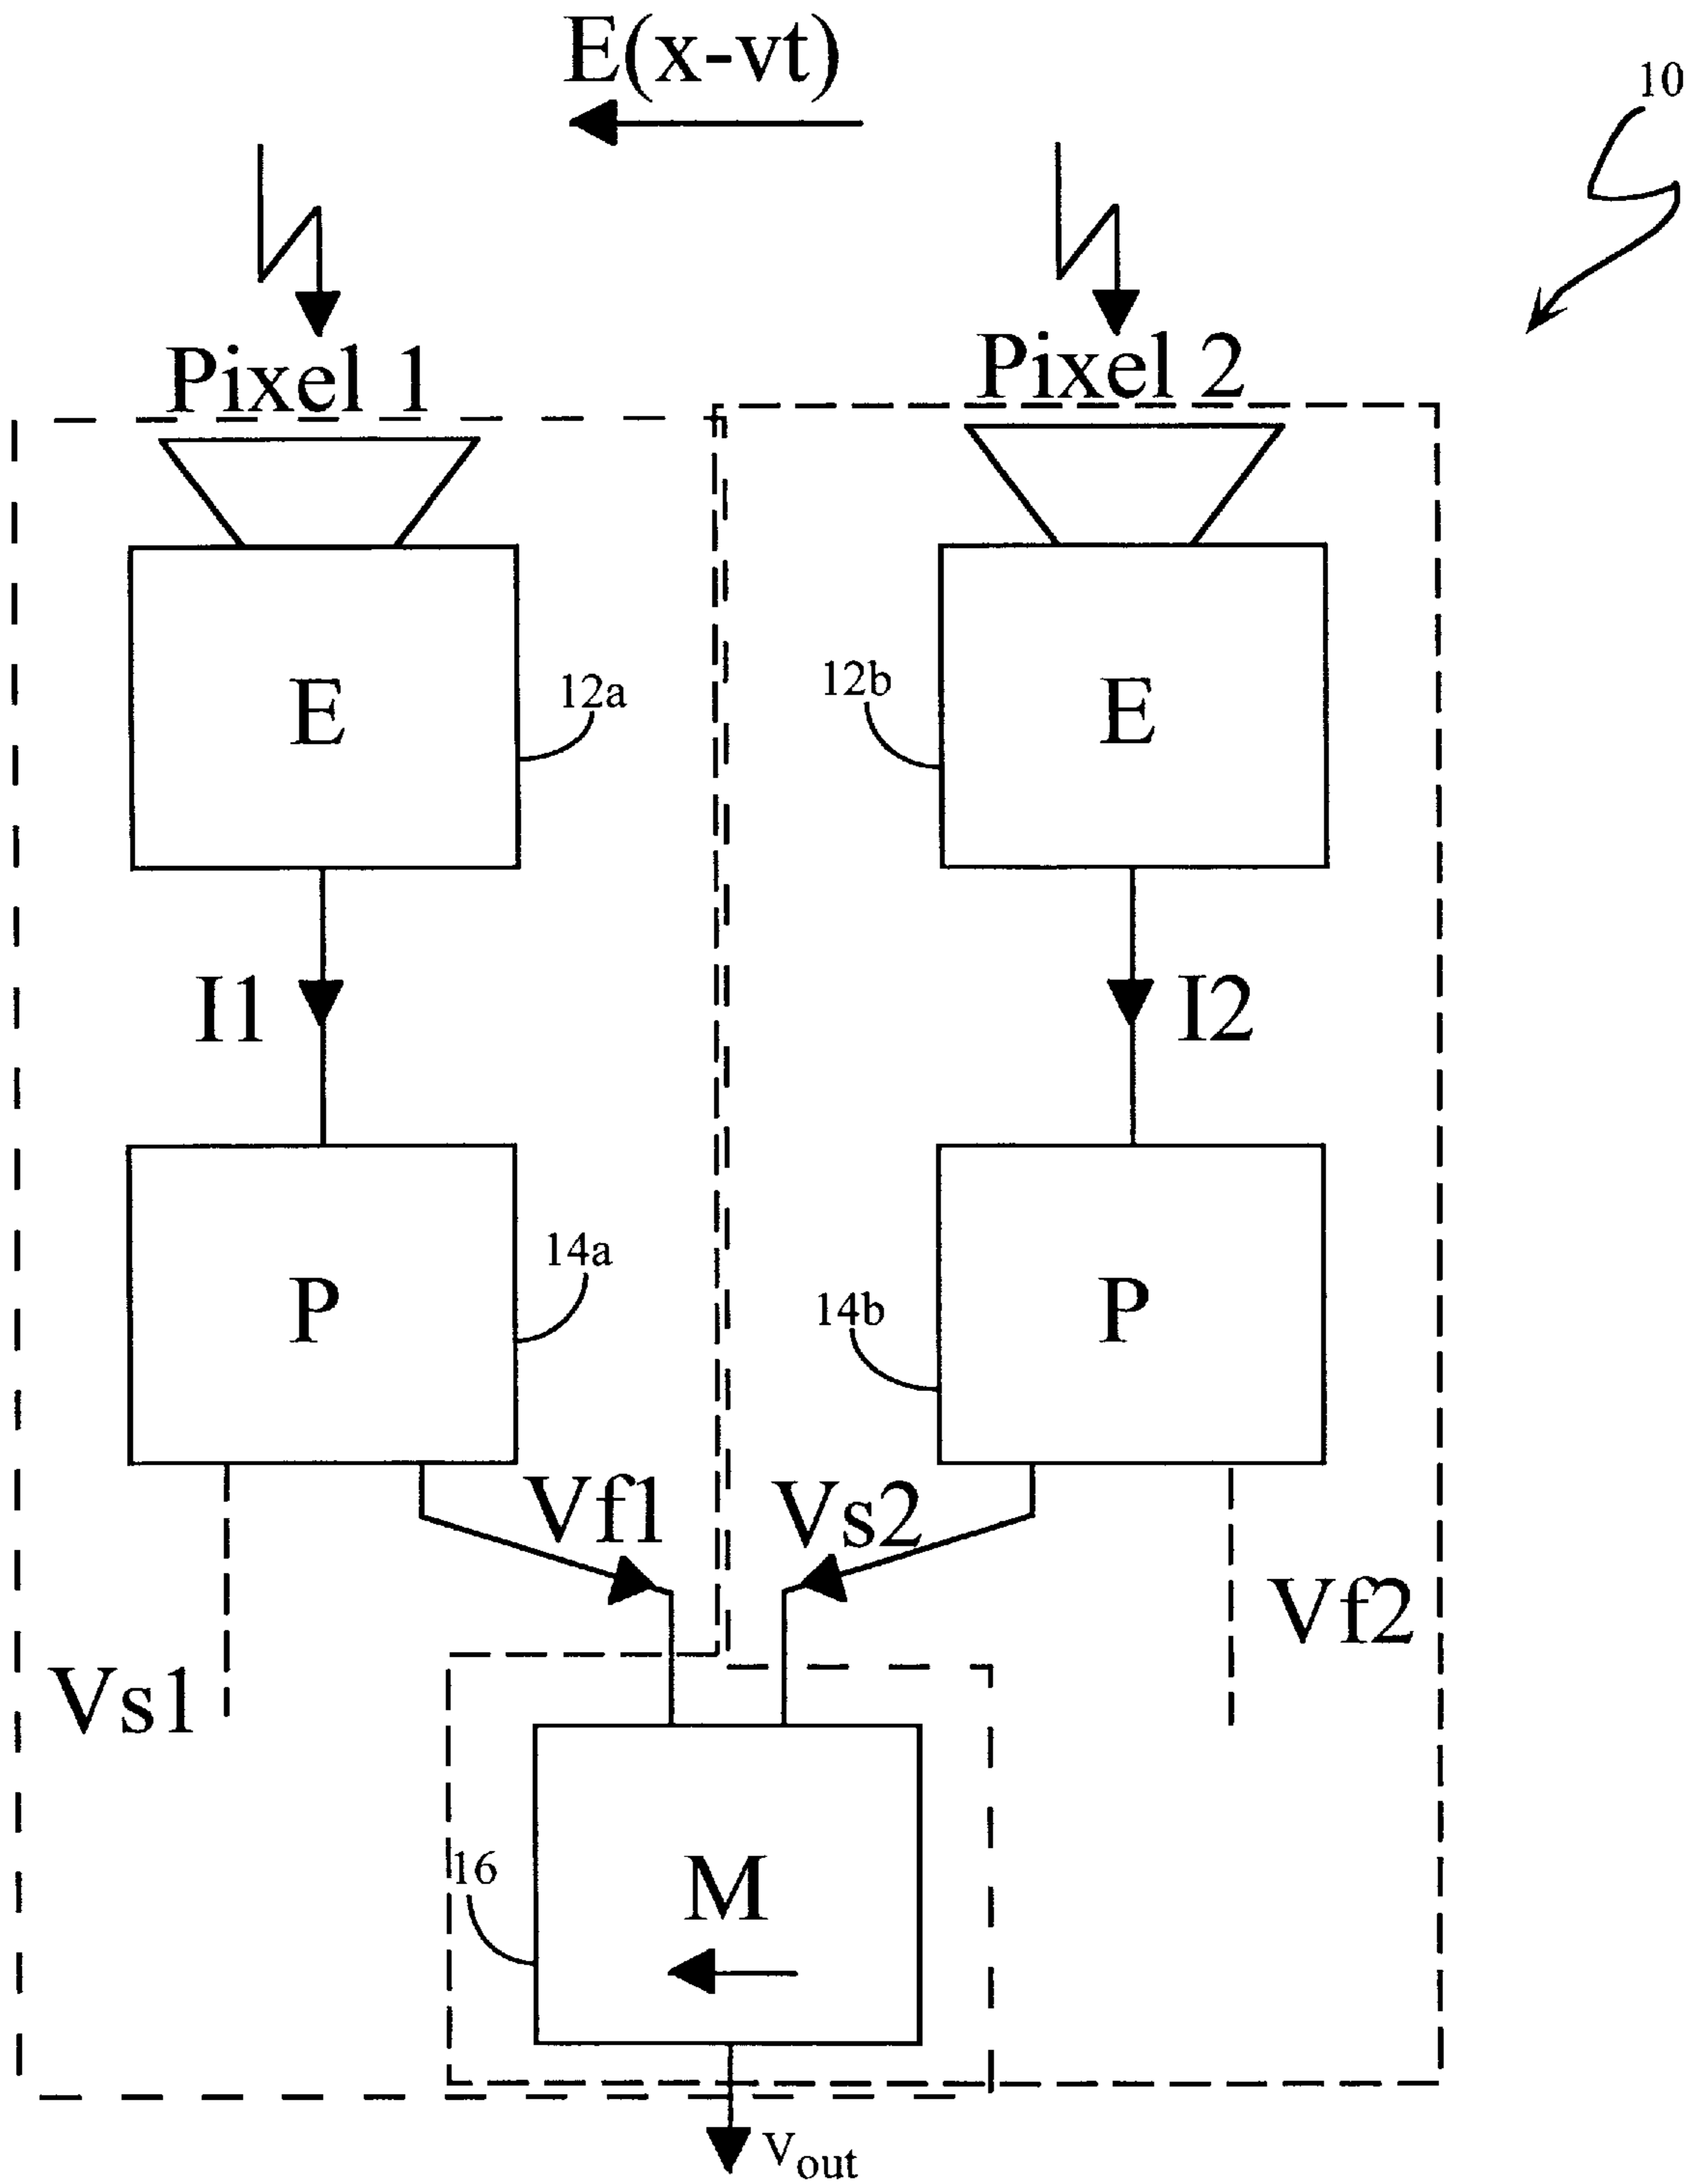 E(x-vt)
10
Pixel 1
Pixel 2
E
12a
12b
E
I1
I2
P
14a
14b
P
Vf1
Vs2
Vs1
Vf2
16
M
Vout